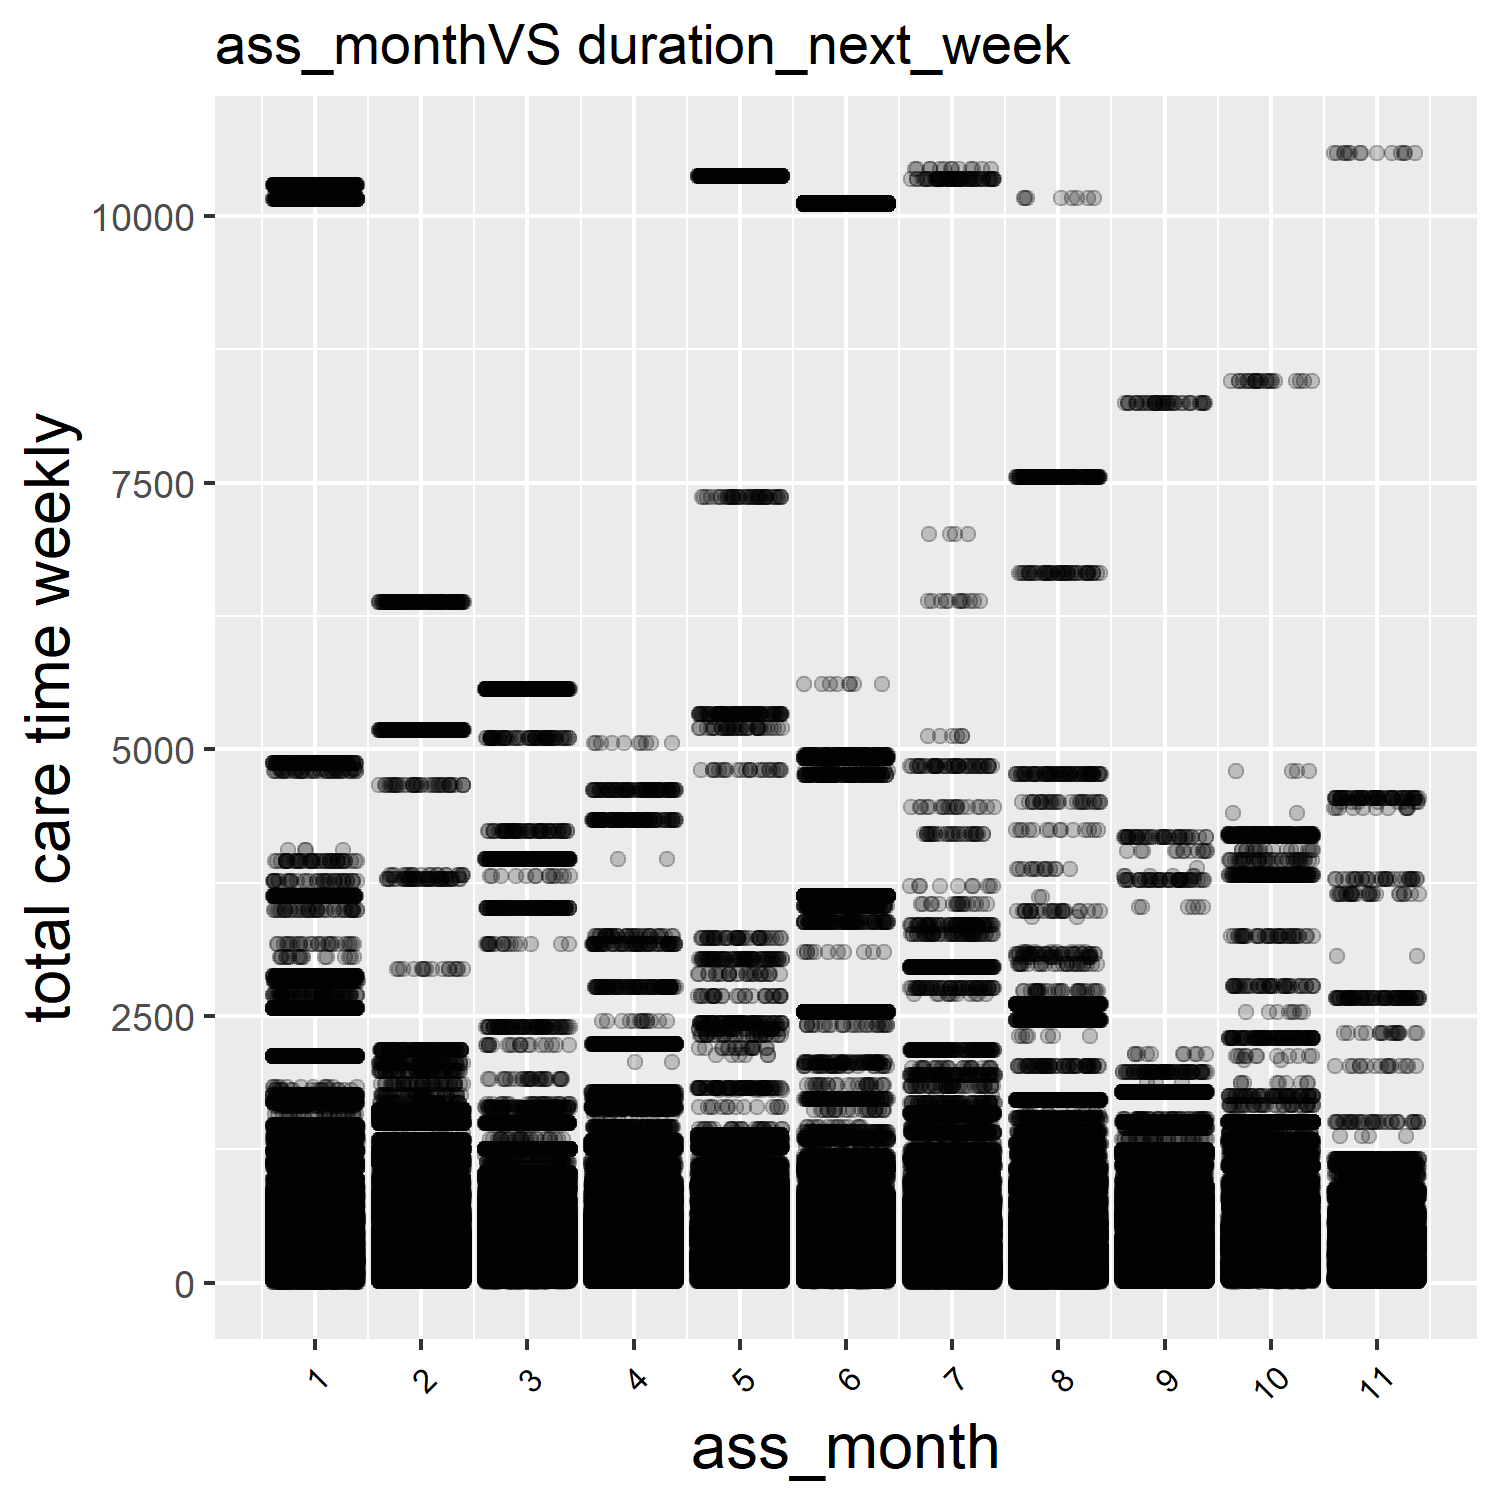 ass_monthVS duration_next_week
total care time weekly
10000
7500
5000
2500
0
1 2 3 4 5 6 7 8 9 10 11
ass_month